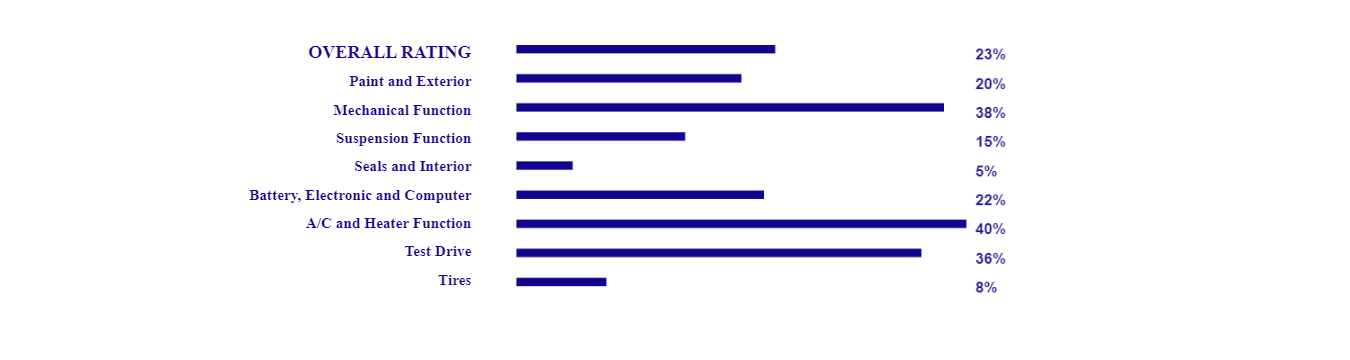 OVERALL RATING 23%
Paint and Exterior 20%
Mechanical Function 38%
Suspension Function 15%
Seals and Interior 5%
Battery, Electronic and Computer 22%
A/C and Heater Function 40%
Test Drive 36%
Tires 8%